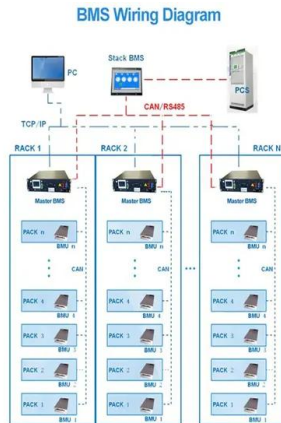 BMS Wiring Diagram
PC
Stack BMS
PCS
CAN/RS485
TCP/IP
RACK 1
RACK 2
RACK N
Master BMS
Master BMS
Master BMS
PACK n
BMU n
PACK n
BMU n
PACK n
BMU n
CAN
CAN
CAN
PACK 4
BMU 4
PACK 4
BMU 4
PACK 4
BMU 4
PACK 3
BMU 3
PACK 3
BMU 3
PACK 3
BMU 3
PACK 2
BMU 2
PACK 2
BMU 2
PACK 2
BMU 2
PACK 1
BMU 1
PACK 1
BMU 1
PACK 1
BMU 1